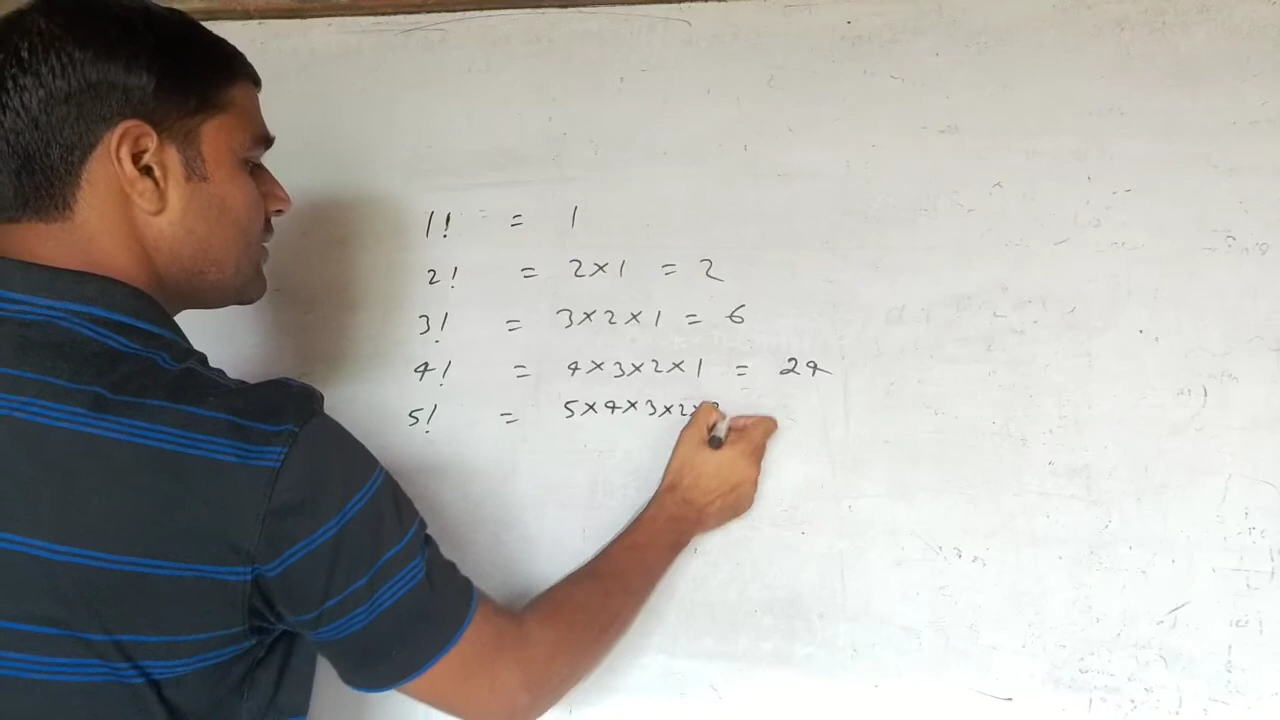 1! = 1
2! = 2×1 = 2
3! = 3×2×1 = 6
4! = 4×3×2×1 = 24
5! = 5×4×3×2×